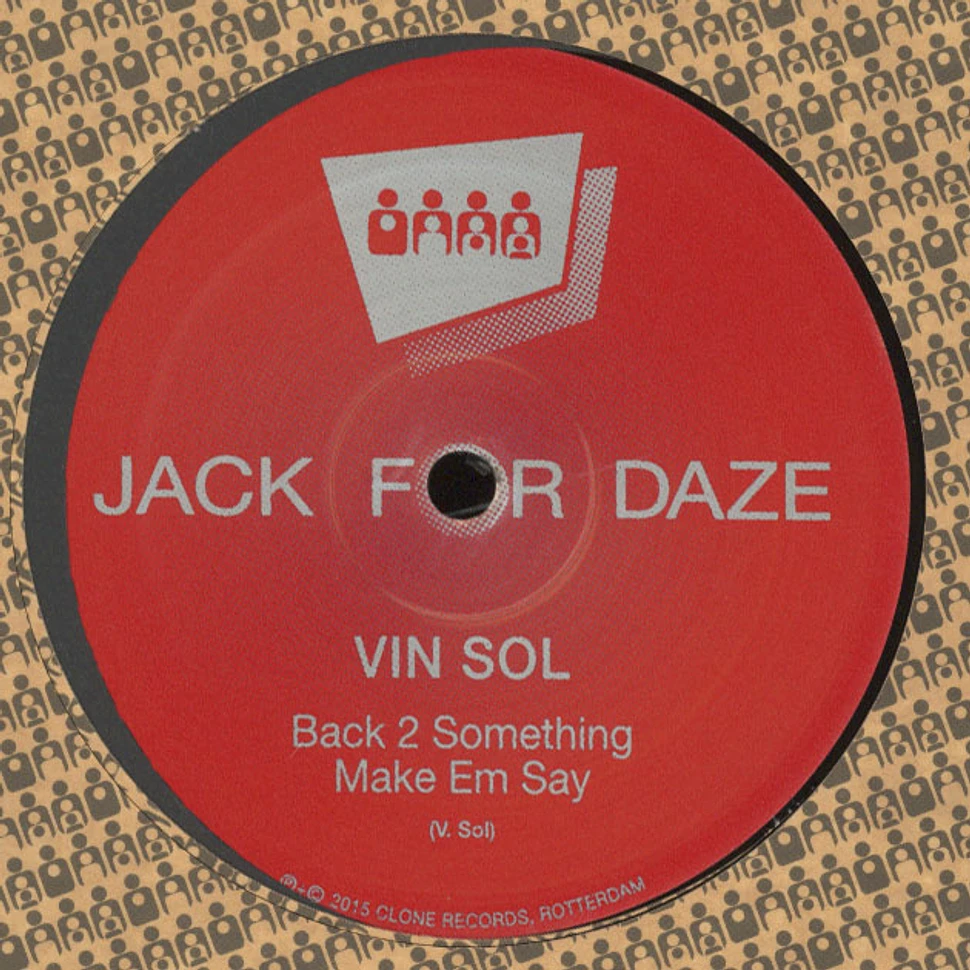 JACK FOR DAZE
VIN SOL
Back 2 Something
Make Em Say
(V. Sol)
℗+© 2015 CLONE RECORDS, ROTTERDAM